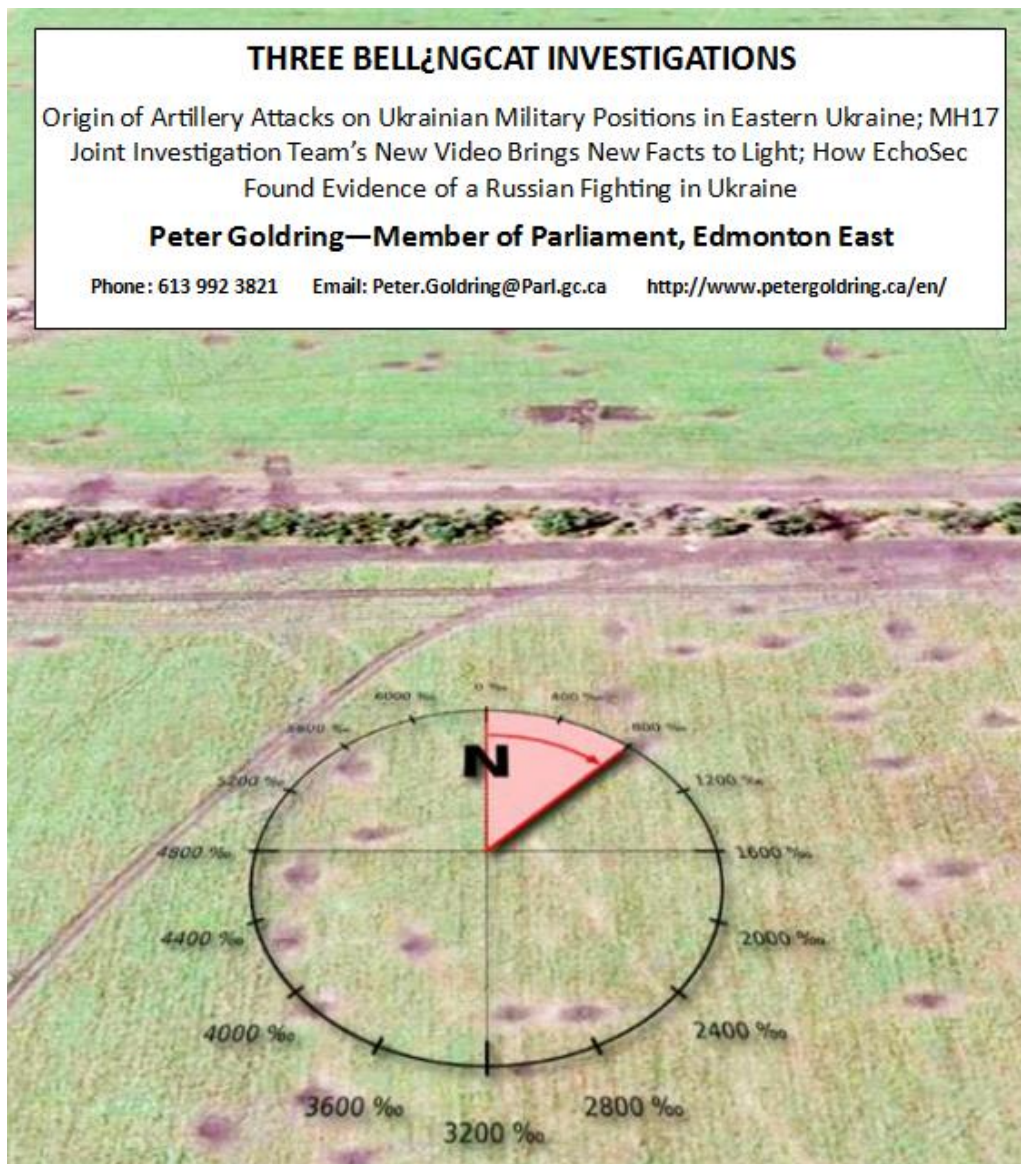 THREE BELL¿NGCAT INVESTIGATIONS
Origin of Artillery Attacks on Ukrainian Military Positions in Eastern Ukraine; MH17
Joint Investigation Team's New Video Brings New Facts to Light; How EchoSec
Found Evidence of a Russian Fighting in Ukraine
Peter Goldring—Member of Parliament, Edmonton East
Phone: 613 992 3821 Email: Peter.Goldring@Parl.gc.ca http://www.petergoldring.ca/en/
6000 ‰ 0 ‰ 400 ‰
5600 ‰ 800 ‰
N
5200 ‰ 1200 ‰
4800 ‰ 1600 ‰
4400 ‰ 2000 ‰
4000 ‰ 2400 ‰
3600 ‰ 2800 ‰
3200 ‰